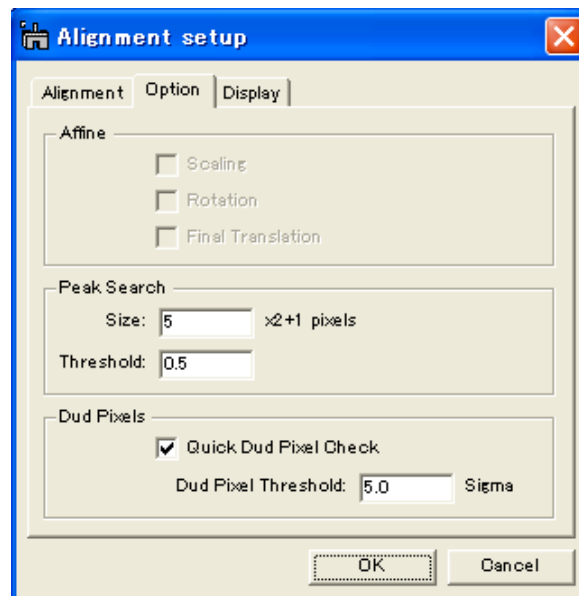 Alignment setup
Alignment Option Display
Affine
Scaling
Rotation
Final Translation
Peak Search
Size: 5 x2+1 pixels
Threshold: 0.5
Dud Pixels
Quick Dud Pixel Check
Dud Pixel Threshold: 5.0 Sigma
OK Cancel